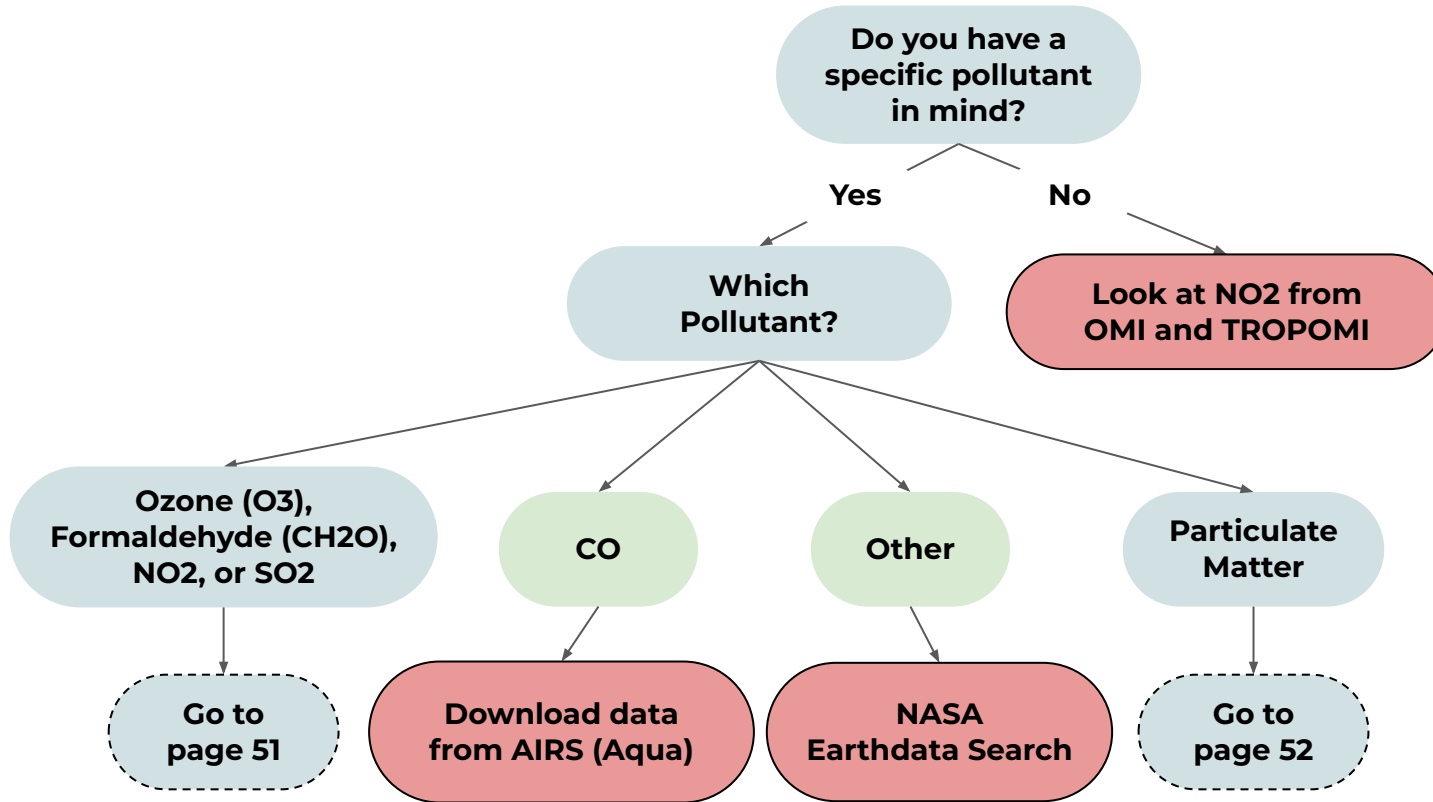 Do you have a
specific pollutant
in mind?
Yes
No
Which
Pollutant?
Look at NO2 from
OMI and TROPOMI
Ozone (O3),
Formaldehyde (CH2O),
NO2, or SO2
CO
Other
Particulate
Matter
Go to
page 51
Download data
from AIRS (Aqua)
NASA
Earthdata Search
Go to
page 52